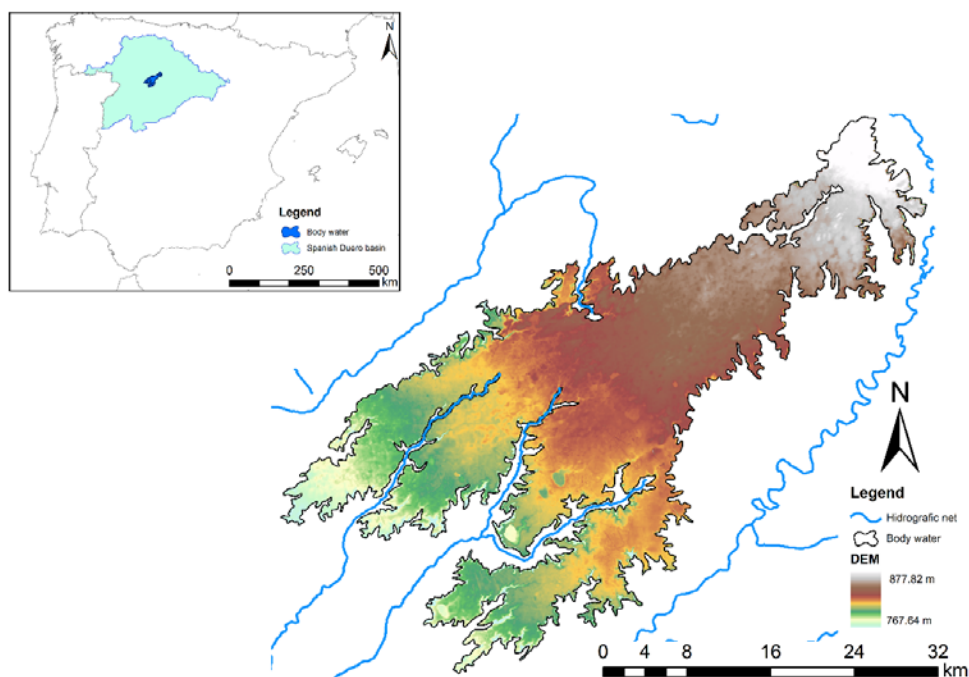 N
Legend
Body water
Spanish Duero basin
0 250 500
km
N
Legend
Hidrografic net
Body water
DEM
877.82 m
767.64 m
0 2 4 8 16 24 32
km